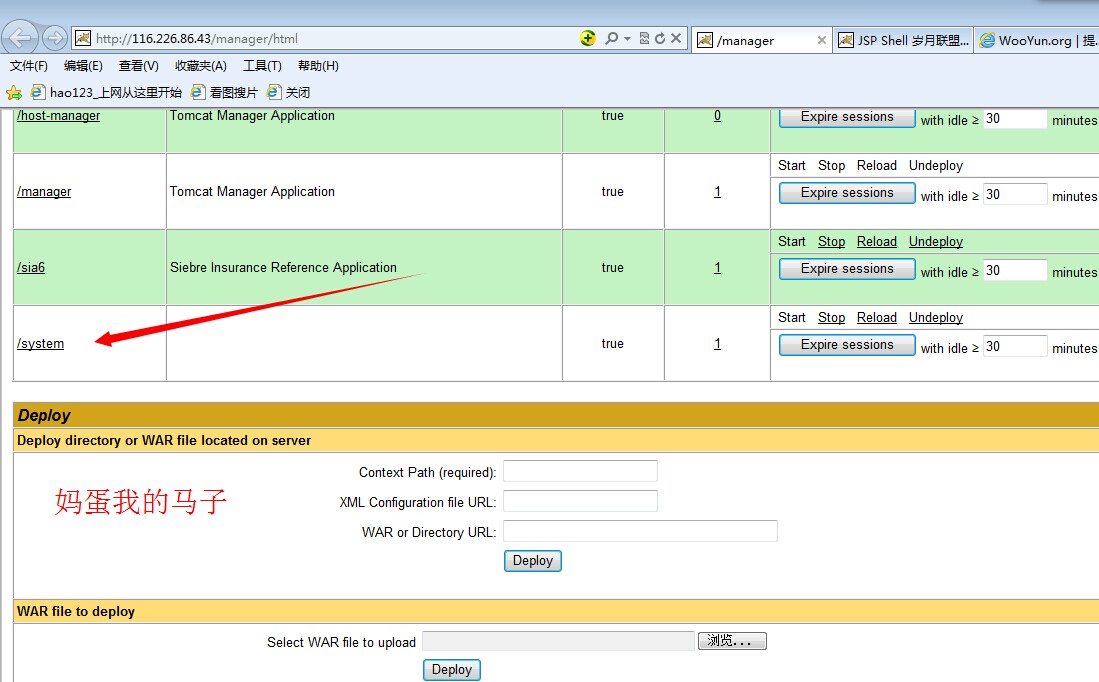 http://116.226.86.43/manager/html
/manager
JSP Shell 岁月联盟...
WooYun.org | 提...
文件(F) 编辑(E) 查看(V) 收藏夹(A) 工具(T) 帮助(H)
hao123_上网从这里开始 看图搜片 关闭
/host-manager Tomcat Manager Application true 0 Expire sessions with idle ≥ 30 minutes
Start Stop Reload Undeploy
/manager Tomcat Manager Application true 1 Expire sessions with idle ≥ 30 minutes
Start Stop Reload Undeploy
/sia6 Siebre Insurance Reference Application true 1 Expire sessions with idle ≥ 30 minutes
Start Stop Reload Undeploy
/system true 1 Expire sessions with idle ≥ 30 minutes
Deploy
Deploy directory or WAR file located on server
Context Path (required):
妈蛋我的马子
XML Configuration file URL:
WAR or Directory URL:
Deploy
WAR file to deploy
Select WAR file to upload 浏览...
Deploy